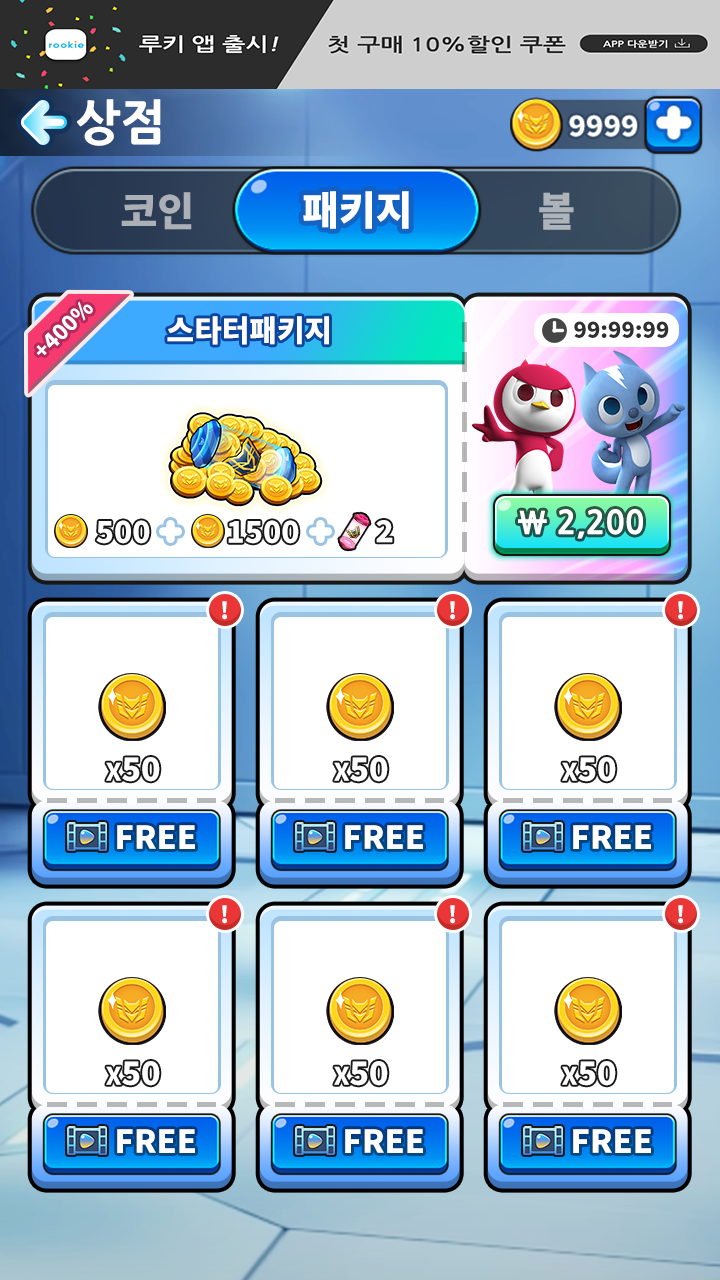 rookie
루키 앱 출시!
첫 구매 10%할인 쿠폰
APP 다운받기
상점
9999
코인
패키지
볼
+400%
스타터패키지
99:99:99
500
1500
2
₩ 2,200
!
!
!
x50
x50
x50
FREE
FREE
FREE
!
!
!
x50
x50
x50
FREE
FREE
FREE